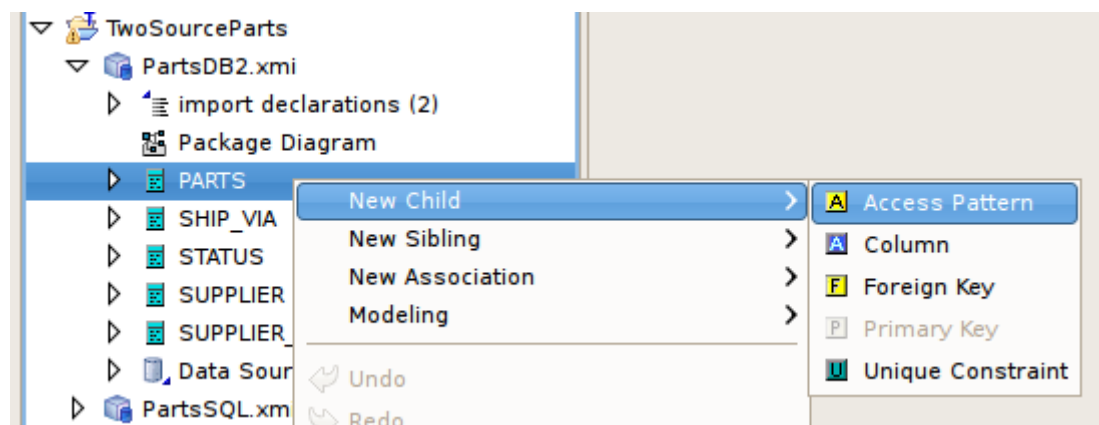 TwoSourceParts
PartsDB2.xmi
import declarations (2)
Package Diagram
PARTS
SHIP_VIA
STATUS
SUPPLIER
SUPPLIER_
Data Sour
PartsSQL.xm
New Child
New Sibling
New Association
Modeling
Undo
Redo
A Access Pattern
A Column
F Foreign Key
P Primary Key
U Unique Constraint